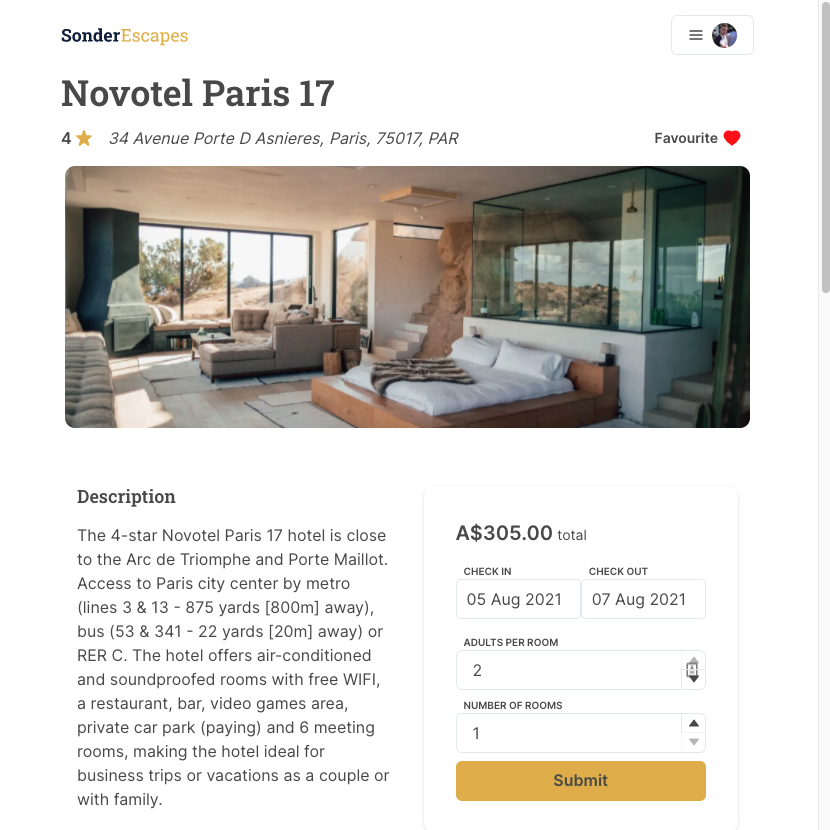 SonderEscapes
Novotel Paris 17
4 34 Avenue Porte D Asnieres, Paris, 75017, PAR Favourite
Description
The 4-star Novotel Paris 17 hotel is close
to the Arc de Triomphe and Porte Maillot.
Access to Paris city center by metro
(lines 3 & 13 - 875 yards [800m] away),
bus (53 & 341 - 22 yards [20m] away) or
RER C. The hotel offers air-conditioned
and soundproofed rooms with free WIFI,
a restaurant, bar, video games area,
private car park (paying) and 6 meeting
rooms, making the hotel ideal for
business trips or vacations as a couple or
with family.
A$305.00 total
CHECK IN CHECK OUT
05 Aug 2021 07 Aug 2021
ADULTS PER ROOM
2
NUMBER OF ROOMS
1
Submit